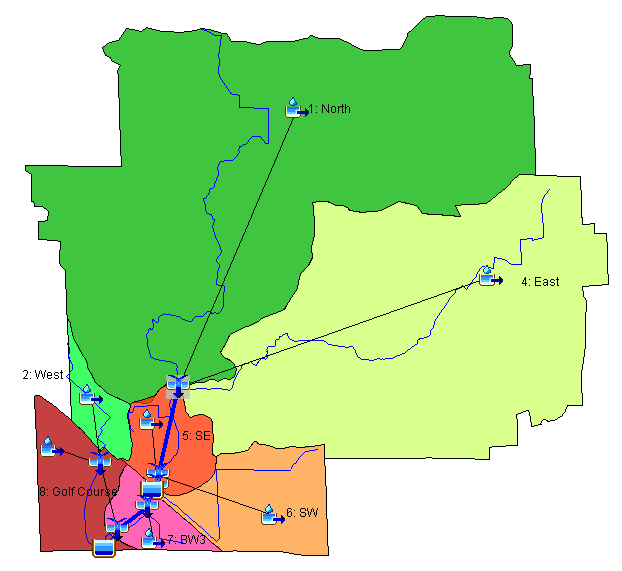 1: North
4: East
2: West
5: SE
8: Golf Course
6: SW
7: BW3